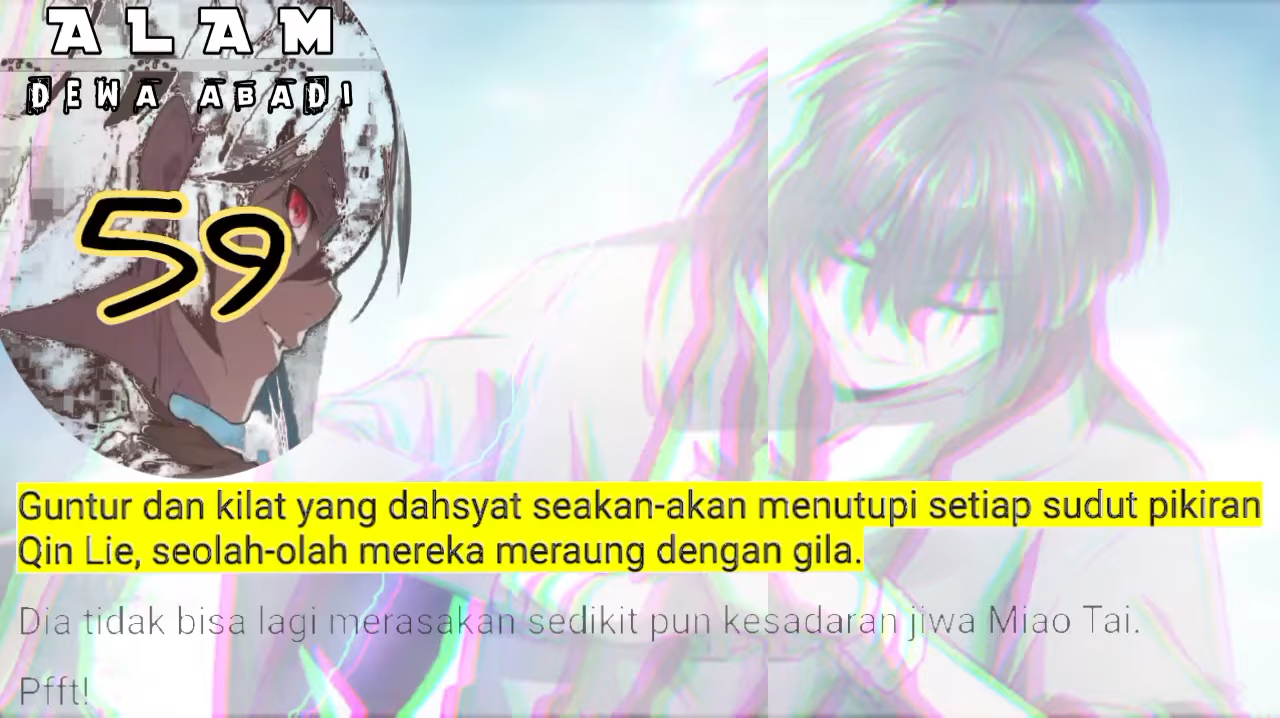 ALAM
DEWA ABADI
59
Guntur dan kilat yang dahsyat seakan-akan menutupi setiap sudut pikiran
Qin Lie, seolah-olah mereka meraung dengan gila.
Dia tidak bisa lagi merasakan sedikit pun kesadaran jiwa Miao Tai.
Pfft!